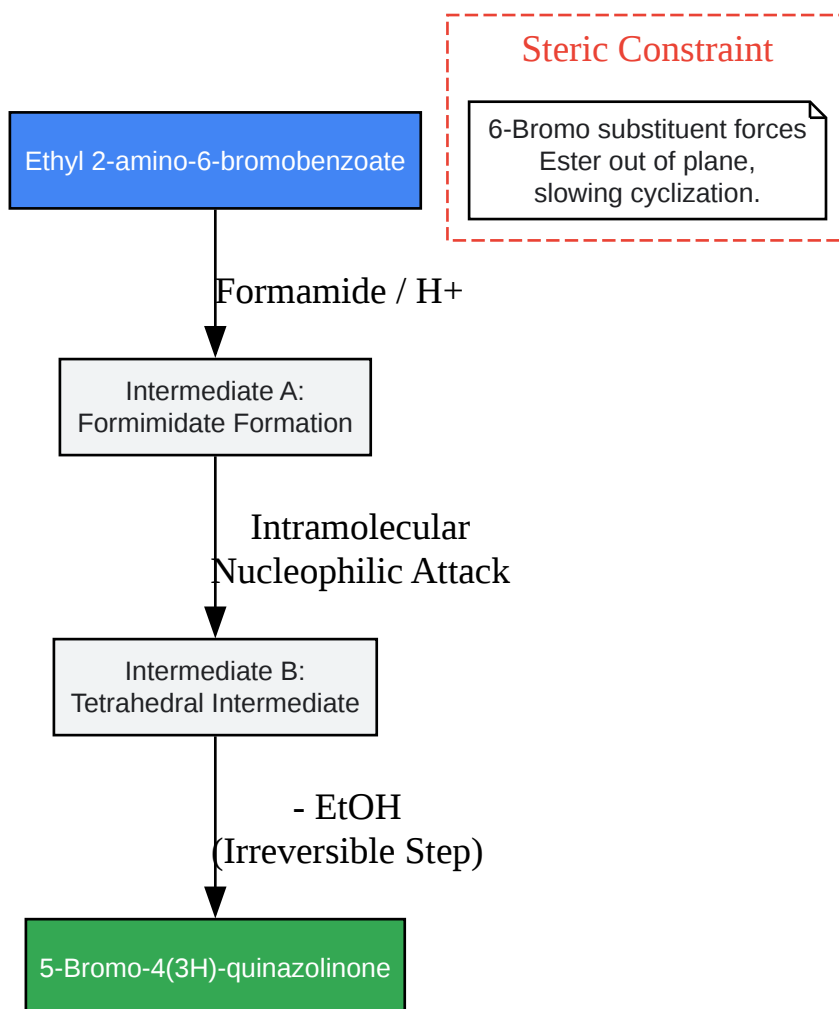 Steric Constraint
6-Bromo substituent forces
Ester out of plane,
slowing cyclization.
Ethyl 2-amino-6-bromobenzoate
Formamide / H+
Intermediate A:
Formimidate Formation
Intramolecular
Nucleophilic Attack
Intermediate B:
Tetrahedral Intermediate
- EtOH
(Irreversible Step)
5-Bromo-4(3H)-quinazolinone